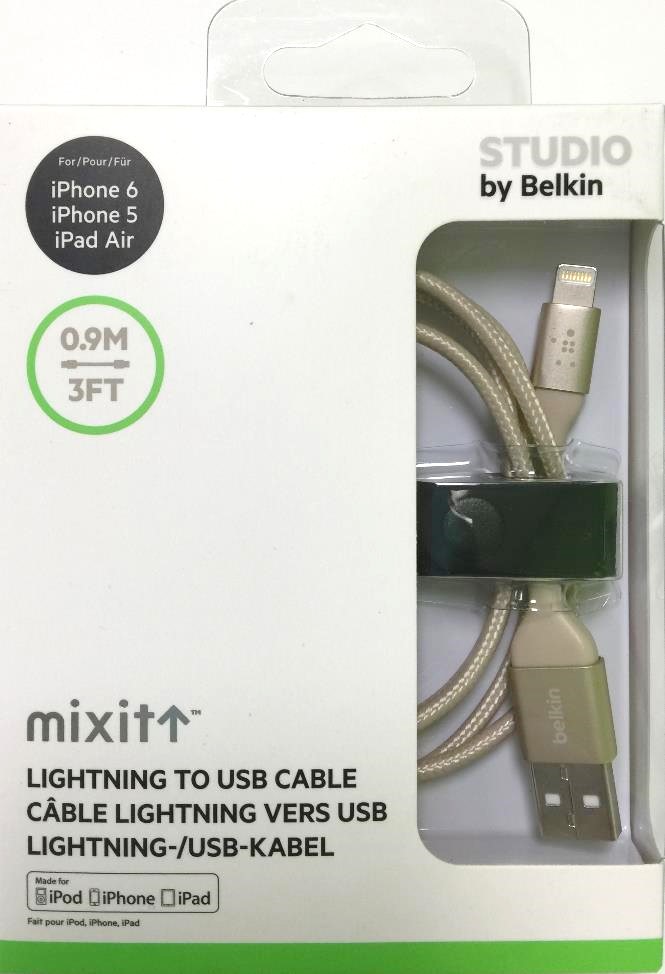 For/Pour/Für
iPhone 6
iPhone 5
iPad Air
STUDIO
by Belkin
0.9M
3FT
belkin
mixit↑™
LIGHTNING TO USB CABLE
CÂBLE LIGHTNING VERS USB
LIGHTNING-/USB-KABEL
Made for
iPod iPhone iPad
Fait pour iPod, iPhone, iPad